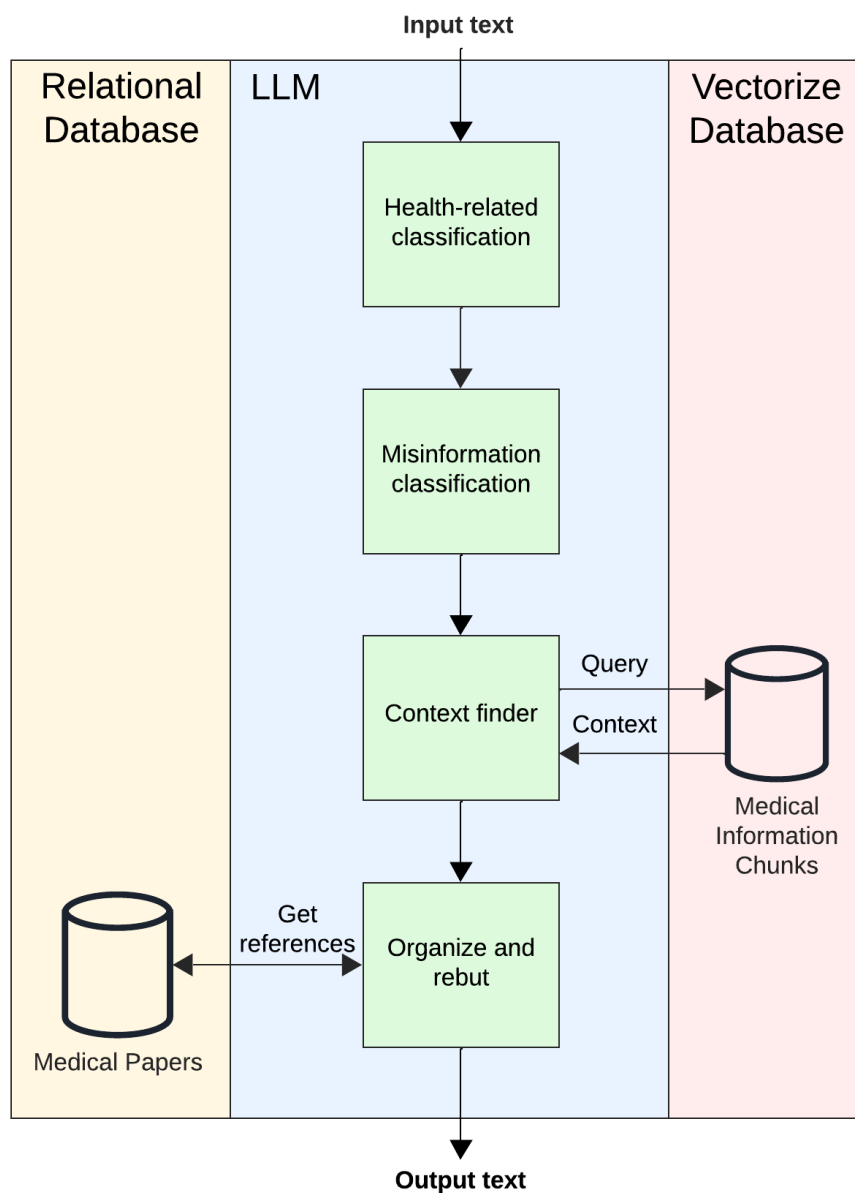 Input text
Relational
Database
LLM
Vectorize
Database
Health-related
classification
Misinformation
classification
Context finder
Query
Context
Medical
Information
Chunks
Get
references
Organize and
rebut
Medical Papers
Output text